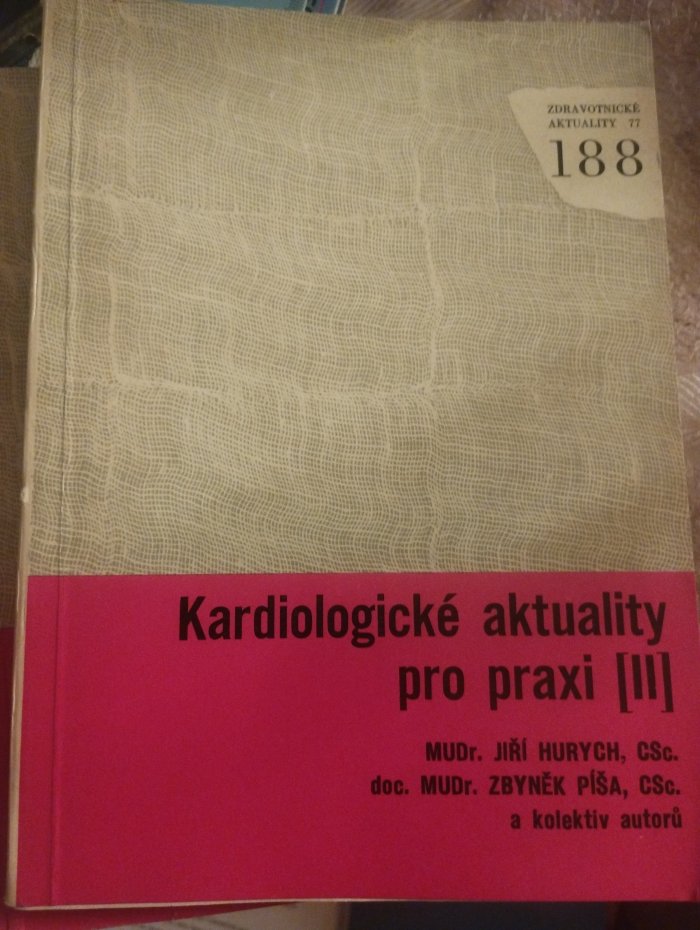 ZDRAVOTNICKÉ
AKTUALITY 77
188
Kardiologické aktuality
pro praxi [II]
MUDr. JIŘÍ HURYCH, CSc.
doc. MUDr. ZBYNĚK PÍŠA, CSc.
a kolektiv autorů